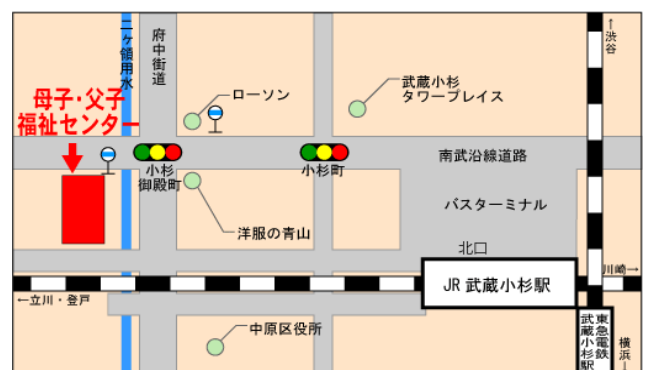 二ヶ領用水
府中街道
↑渋谷
母子・父子
福祉センター
ローソン
武蔵小杉
タワープレイス
小杉
御殿町
小杉町
南武沿線道路
バスターミナル
洋服の青山
北口
JR 武蔵小杉駅
川崎→
←立川・登戸
中原区役所
東急電鉄
武蔵小杉駅
横浜↓